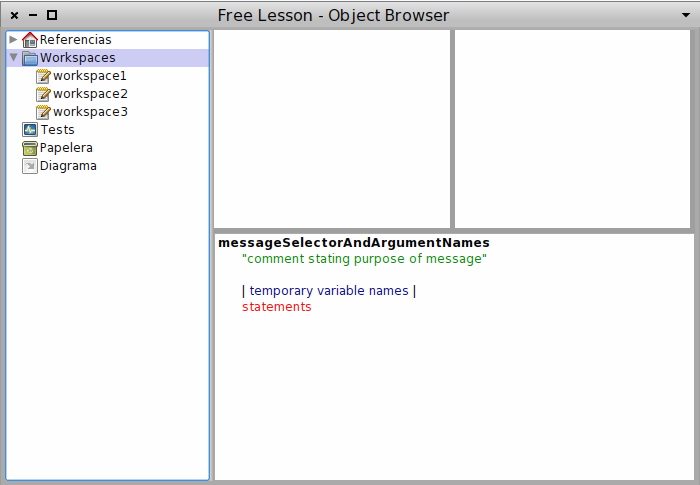 Free Lesson - Object Browser
Referencias
Workspaces
workspace1
workspace2
workspace3
Tests
Papelera
Diagrama
messageSelectorAndArgumentNames
"comment stating purpose of message"
| temporary variable names |
statements